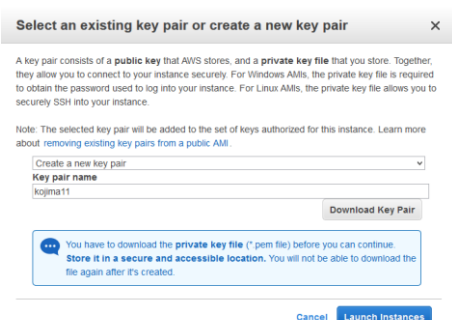 Select an existing key pair or create a new key pair ×
A key pair consists of a public key that AWS stores, and a private key file that you store. Together,
they allow you to connect to your instance securely. For Windows AMIs, the private key file is required
to obtain the password used to log into your instance. For Linux AMIs, the private key file allows you to
securely SSH into your instance.
Note: The selected key pair will be added to the set of keys authorized for this instance. Learn more
about removing existing key pairs from a public AMI.
Create a new key pair
Key pair name
kojima11
Download Key Pair
You have to download the private key file (*.pem file) before you can continue.
Store it in a secure and accessible location. You will not be able to download the
file again after it's created.
Cancel Launch Instances